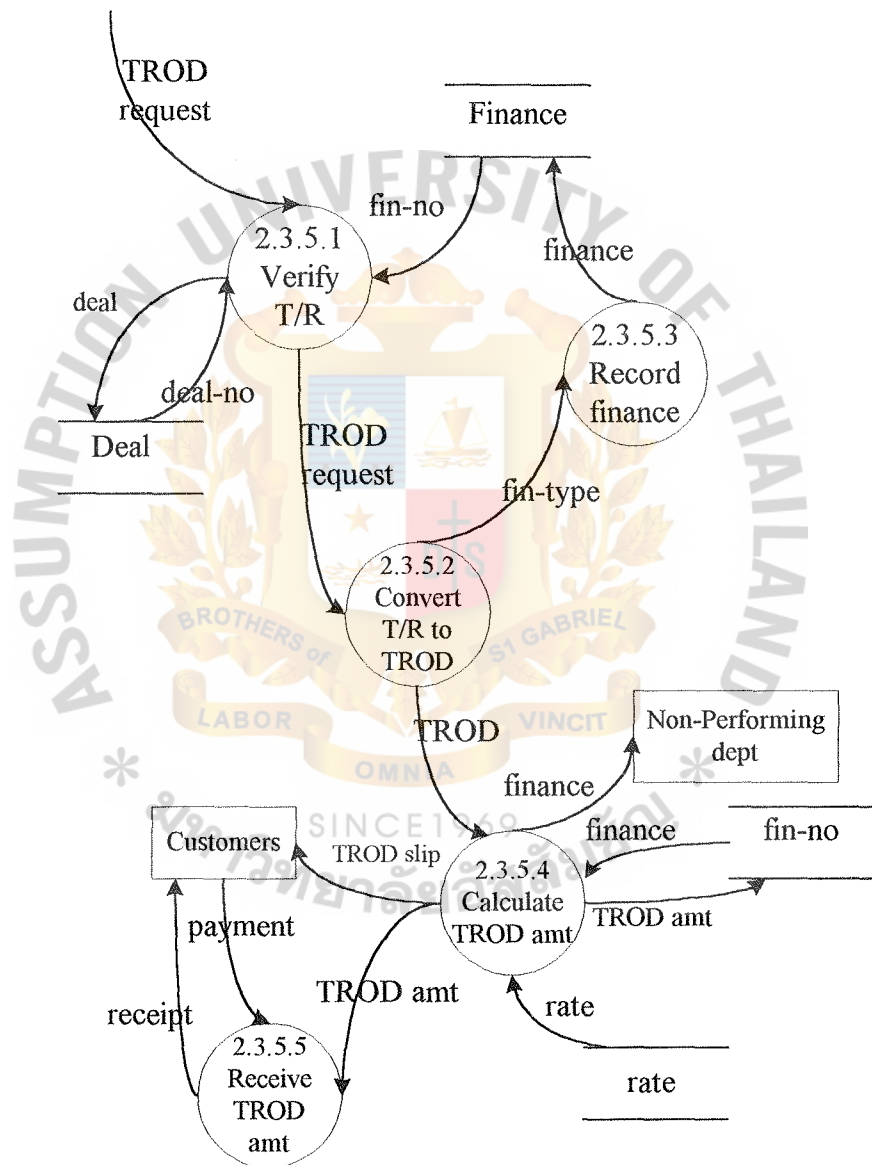 TROD
request
Finance
fin-no
2.3.5.1
Verify
T/R
finance
deal
deal-no
Deal
2.3.5.3
Record
finance
TROD
request
fin-type
2.3.5.2
Convert
T/R to
TROD
TROD
Non-Performing
dept
finance
Customers
TROD slip
finance
fin-no
2.3.5.4
Calculate
TROD amt
TROD amt
payment
TROD amt
receipt
rate
2.3.5.5
Receive
TROD
amt
rate
ASSUMPTION UNIVERSITY OF THAILAND
BROTHERS of
S1 GABRIEL
LABOR
VINCIT
OMNIA
SINCE1969